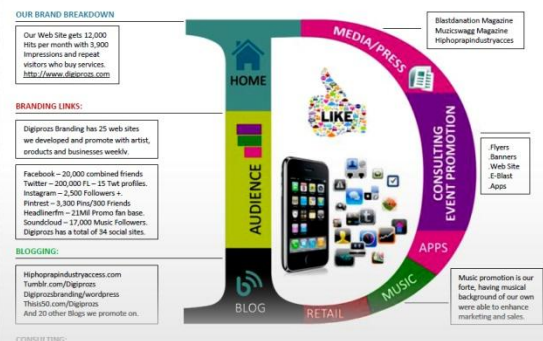 OUR BRAND BREAKDOWN
Our Web Site gets 12,000
Hits per month with 3,900
Impressions and repeat
visitors who buy services.
http://www.digiprozs.com
BRANDING LINKS:
Digiprozs Branding has 25 web sites
we developed and promote with artist,
products and businesses weekly.
Facebook – 20,000 combined friends
Twitter – 200,000 FL – 15 Twt profiles.
Instagram – 2,500 Followers +.
Pintrest – 3,300 Pins/300 Friends
Headlinerfm – 21Mil Promo fan base.
Soundcloud – 17,000 Music Followers.
Digiprozs has a total of 34 social sites.
BLOGGING:
Hiphoprapindustryaccess.com
Tumblr.com/Digiprozs
Digiprozsbranding/wordpress
Thisis50.com/Digiprozs
And 20 other Blogs we promote on.
CONSULTING:
HOME
AUDIENCE
BLOG
MEDIA/PRESS
LIKE
CONSULTING
EVENT PROMOTION
APPS
MUSIC
RETAIL
Blastdanation Magazine
Muzicswagg Magazine
Hiphoprapindustryacces
.Flyers
.Banners
.Web Site
.E-Blast
.Apps
Music promotion is our
forte, having musical
background of our own
were able to enhance
marketing and sales.